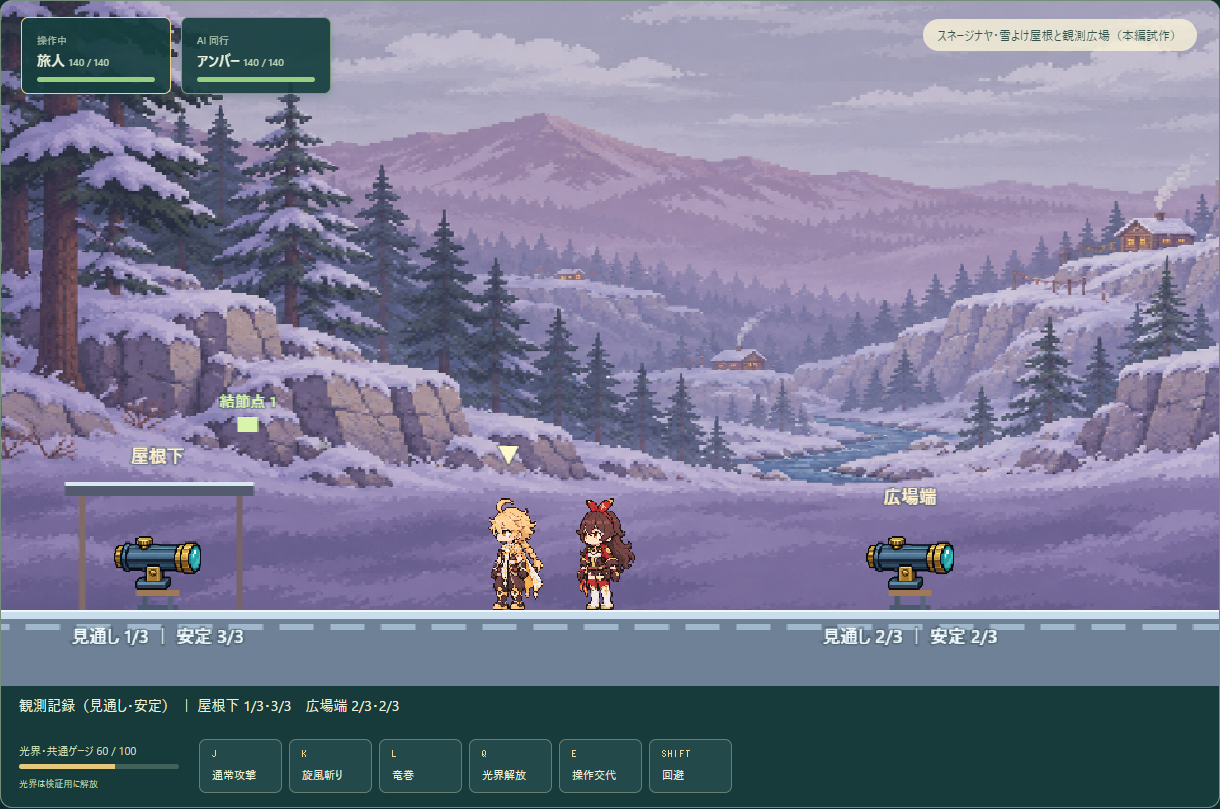 操作中
旅人 140 / 140
AI 同行
アンバー 140 / 140
スネージナヤ・雪よけ屋根と観測広場（本編試作）
結節点 1
屋根下
広場端
見通し 1/3 ｜ 安定 3/3
見通し 2/3 ｜ 安定 2/3
観測記録（見通し・安定） ｜ 屋根下 1/3・3/3 広場端 2/3・2/3
光界・共通ゲージ 60 / 100
光界は検証用に解放
J
通常攻撃
K
旋風斬り
L
竜巻
Q
光界解放
E
操作交代
SHIFT
回避